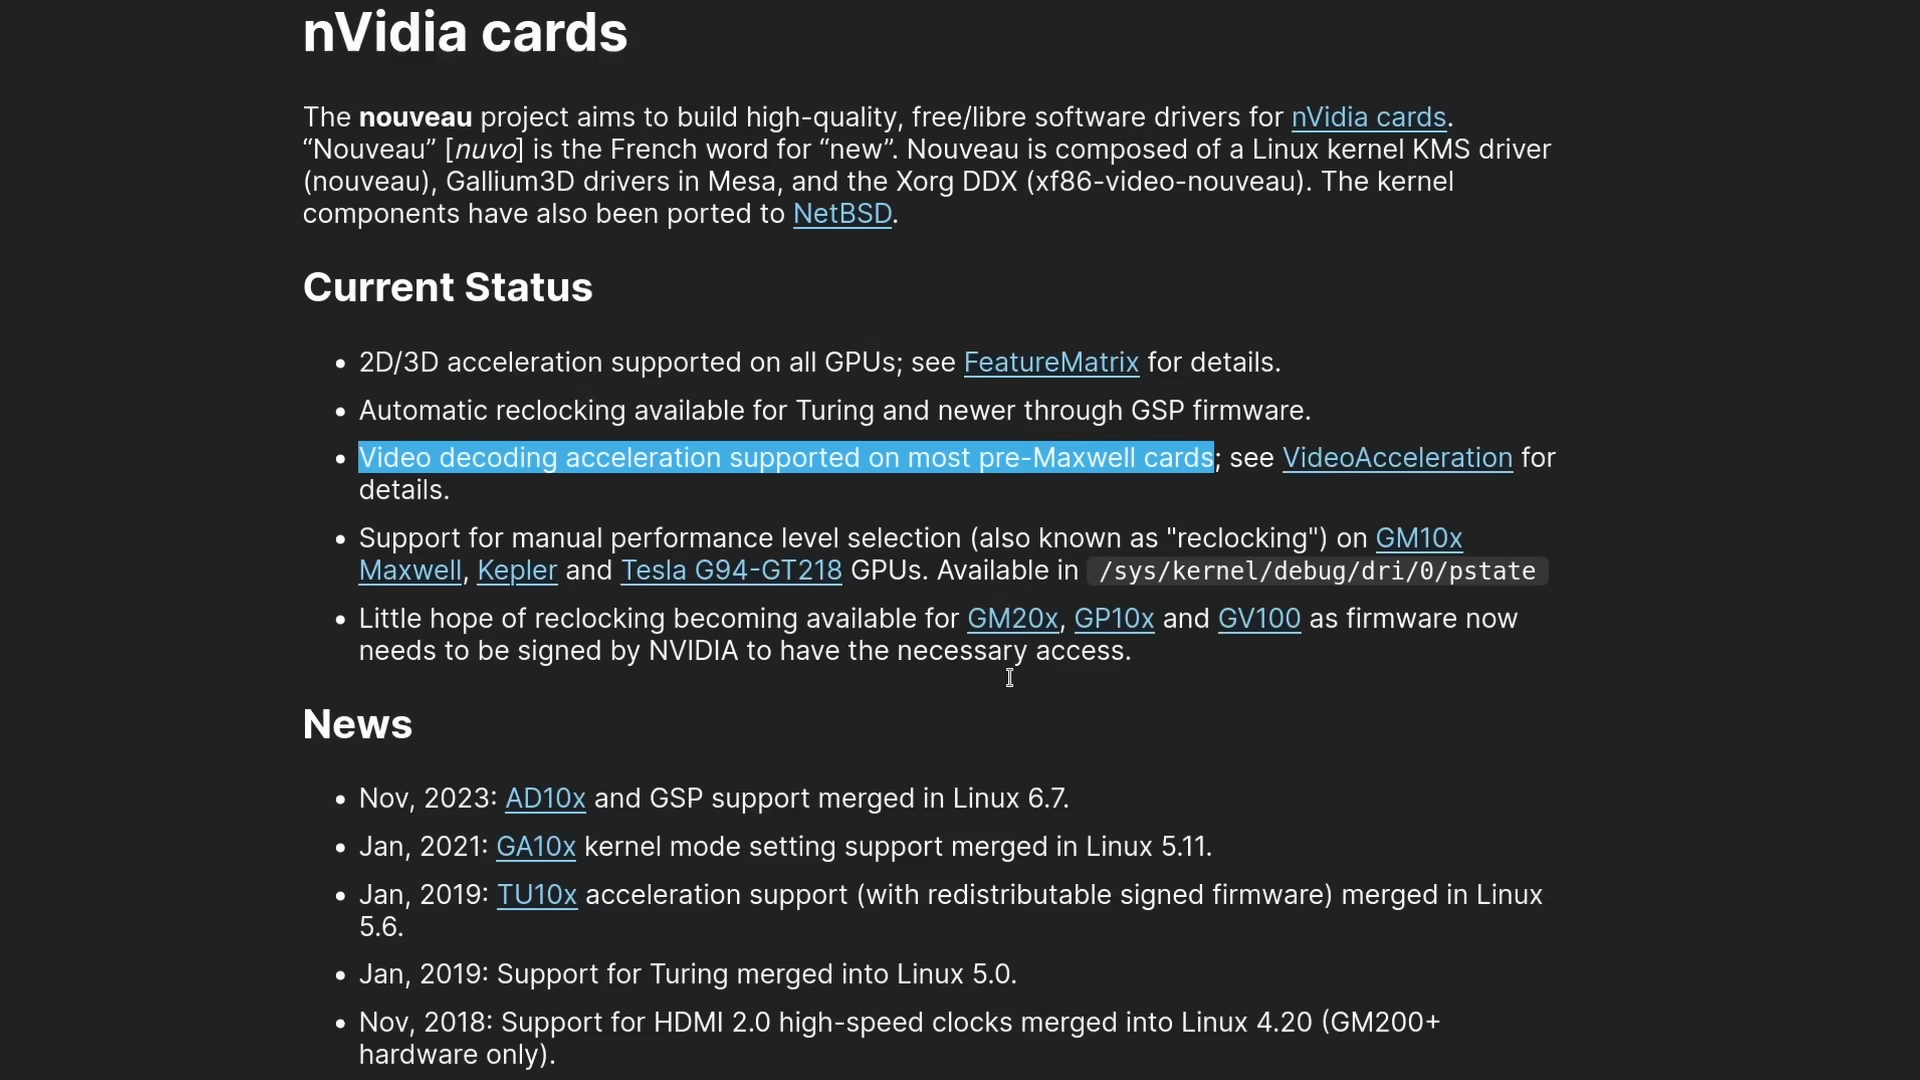 nVidia cards
The nouveau project aims to build high-quality, free/libre software drivers for nVidia cards.
“Nouveau” [nuvo] is the French word for “new”. Nouveau is composed of a Linux kernel KMS driver
(nouveau), Gallium3D drivers in Mesa, and the Xorg DDX (xf86-video-nouveau). The kernel
components have also been ported to NetBSD.
Current Status
• 2D/3D acceleration supported on all GPUs; see FeatureMatrix for details.
• Automatic reclocking available for Turing and newer through GSP firmware.
• Video decoding acceleration supported on most pre-Maxwell cards; see VideoAcceleration for
details.
• Support for manual performance level selection (also known as "reclocking") on GM10x
Maxwell, Kepler and Tesla G94-GT218 GPUs. Available in /sys/kernel/debug/dri/0/pstate
• Little hope of reclocking becoming available for GM20x, GP10x and GV100 as firmware now
needs to be signed by NVIDIA to have the necessary access.
News
• Nov, 2023: AD10x and GSP support merged in Linux 6.7.
• Jan, 2021: GA10x kernel mode setting support merged in Linux 5.11.
• Jan, 2019: TU10x acceleration support (with redistributable signed firmware) merged in Linux
5.6.
• Jan, 2019: Support for Turing merged into Linux 5.0.
• Nov, 2018: Support for HDMI 2.0 high-speed clocks merged into Linux 4.20 (GM200+
hardware only).